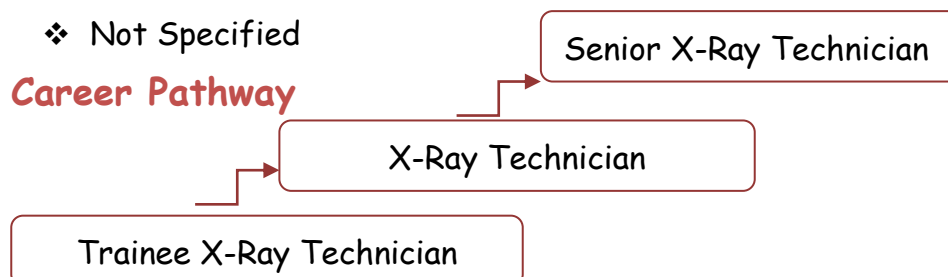 ❖ Not Specified
Senior X-Ray Technician
Career Pathway
X-Ray Technician
Trainee X-Ray Technician